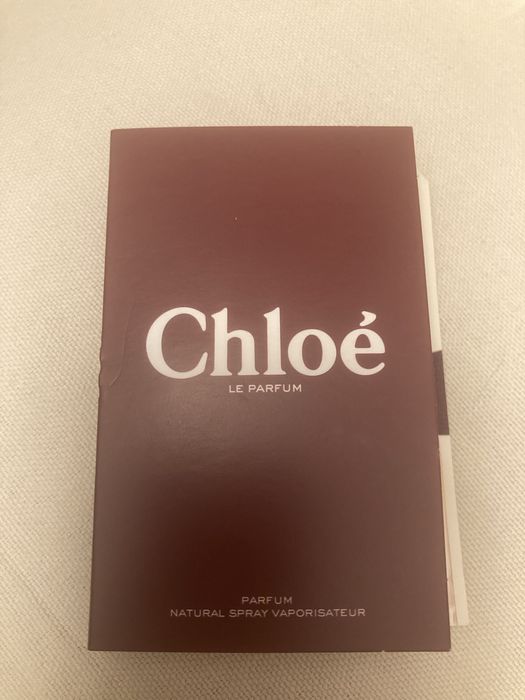 Chloé
LE PARFUM
PARFUM
NATURAL SPRAY VAPORISATEUR